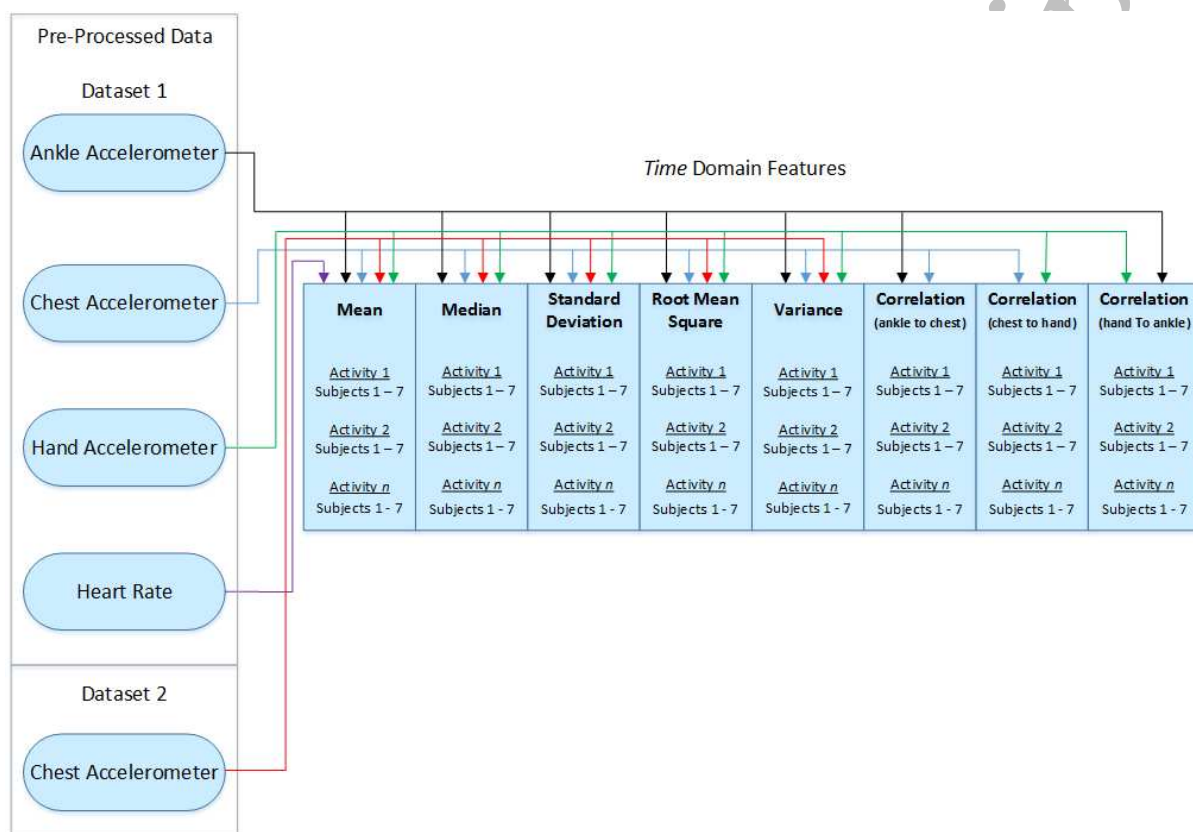 Pre-Processed Data
Dataset 1
Ankle Accelerometer
Chest Accelerometer
Hand Accelerometer
Heart Rate
Dataset 2
Chest Accelerometer
Time Domain Features
Mean
Activity 1
Subjects 1 – 7
Activity 2
Subjects 1 – 7
Activity n
Subjects 1 - 7
Median
Activity 1
Subjects 1 – 7
Activity 2
Subjects 1 – 7
Activity n
Subjects 1 - 7
Standard
Deviation
Activity 1
Subjects 1 – 7
Activity 2
Subjects 1 – 7
Activity n
Subjects 1 - 7
Root Mean
Square
Activity 1
Subjects 1 – 7
Activity 2
Subjects 1 – 7
Activity n
Subjects 1 - 7
Variance
Activity 1
Subjects 1 – 7
Activity 2
Subjects 1 – 7
Activity n
Subjects 1 - 7
Correlation
(ankle to chest)
Activity 1
Subjects 1 – 7
Activity 2
Subjects 1 – 7
Activity n
Subjects 1 - 7
Correlation
(chest to hand)
Activity 1
Subjects 1 – 7
Activity 2
Subjects 1 – 7
Activity n
Subjects 1 - 7
Correlation
(hand To ankle)
Activity 1
Subjects 1 – 7
Activity 2
Subjects 1 – 7
Activity n
Subjects 1 - 7